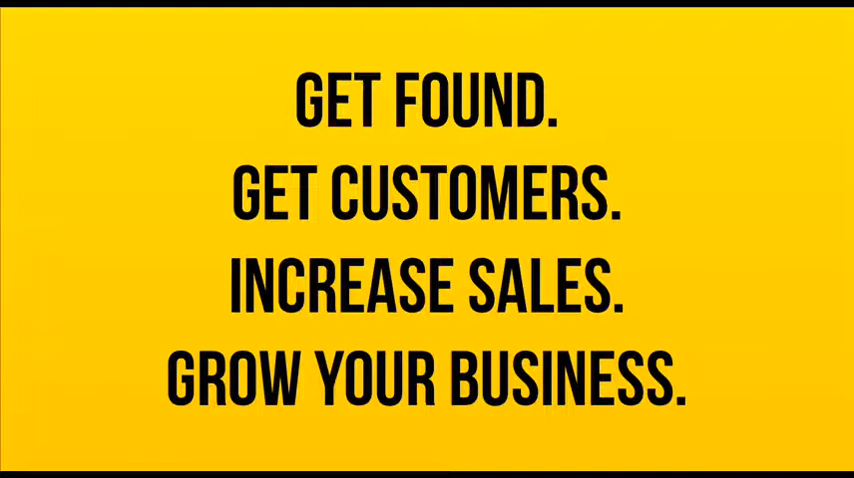 GET FOUND.
GET CUSTOMERS.
INCREASE SALES.
GROW YOUR BUSINESS.